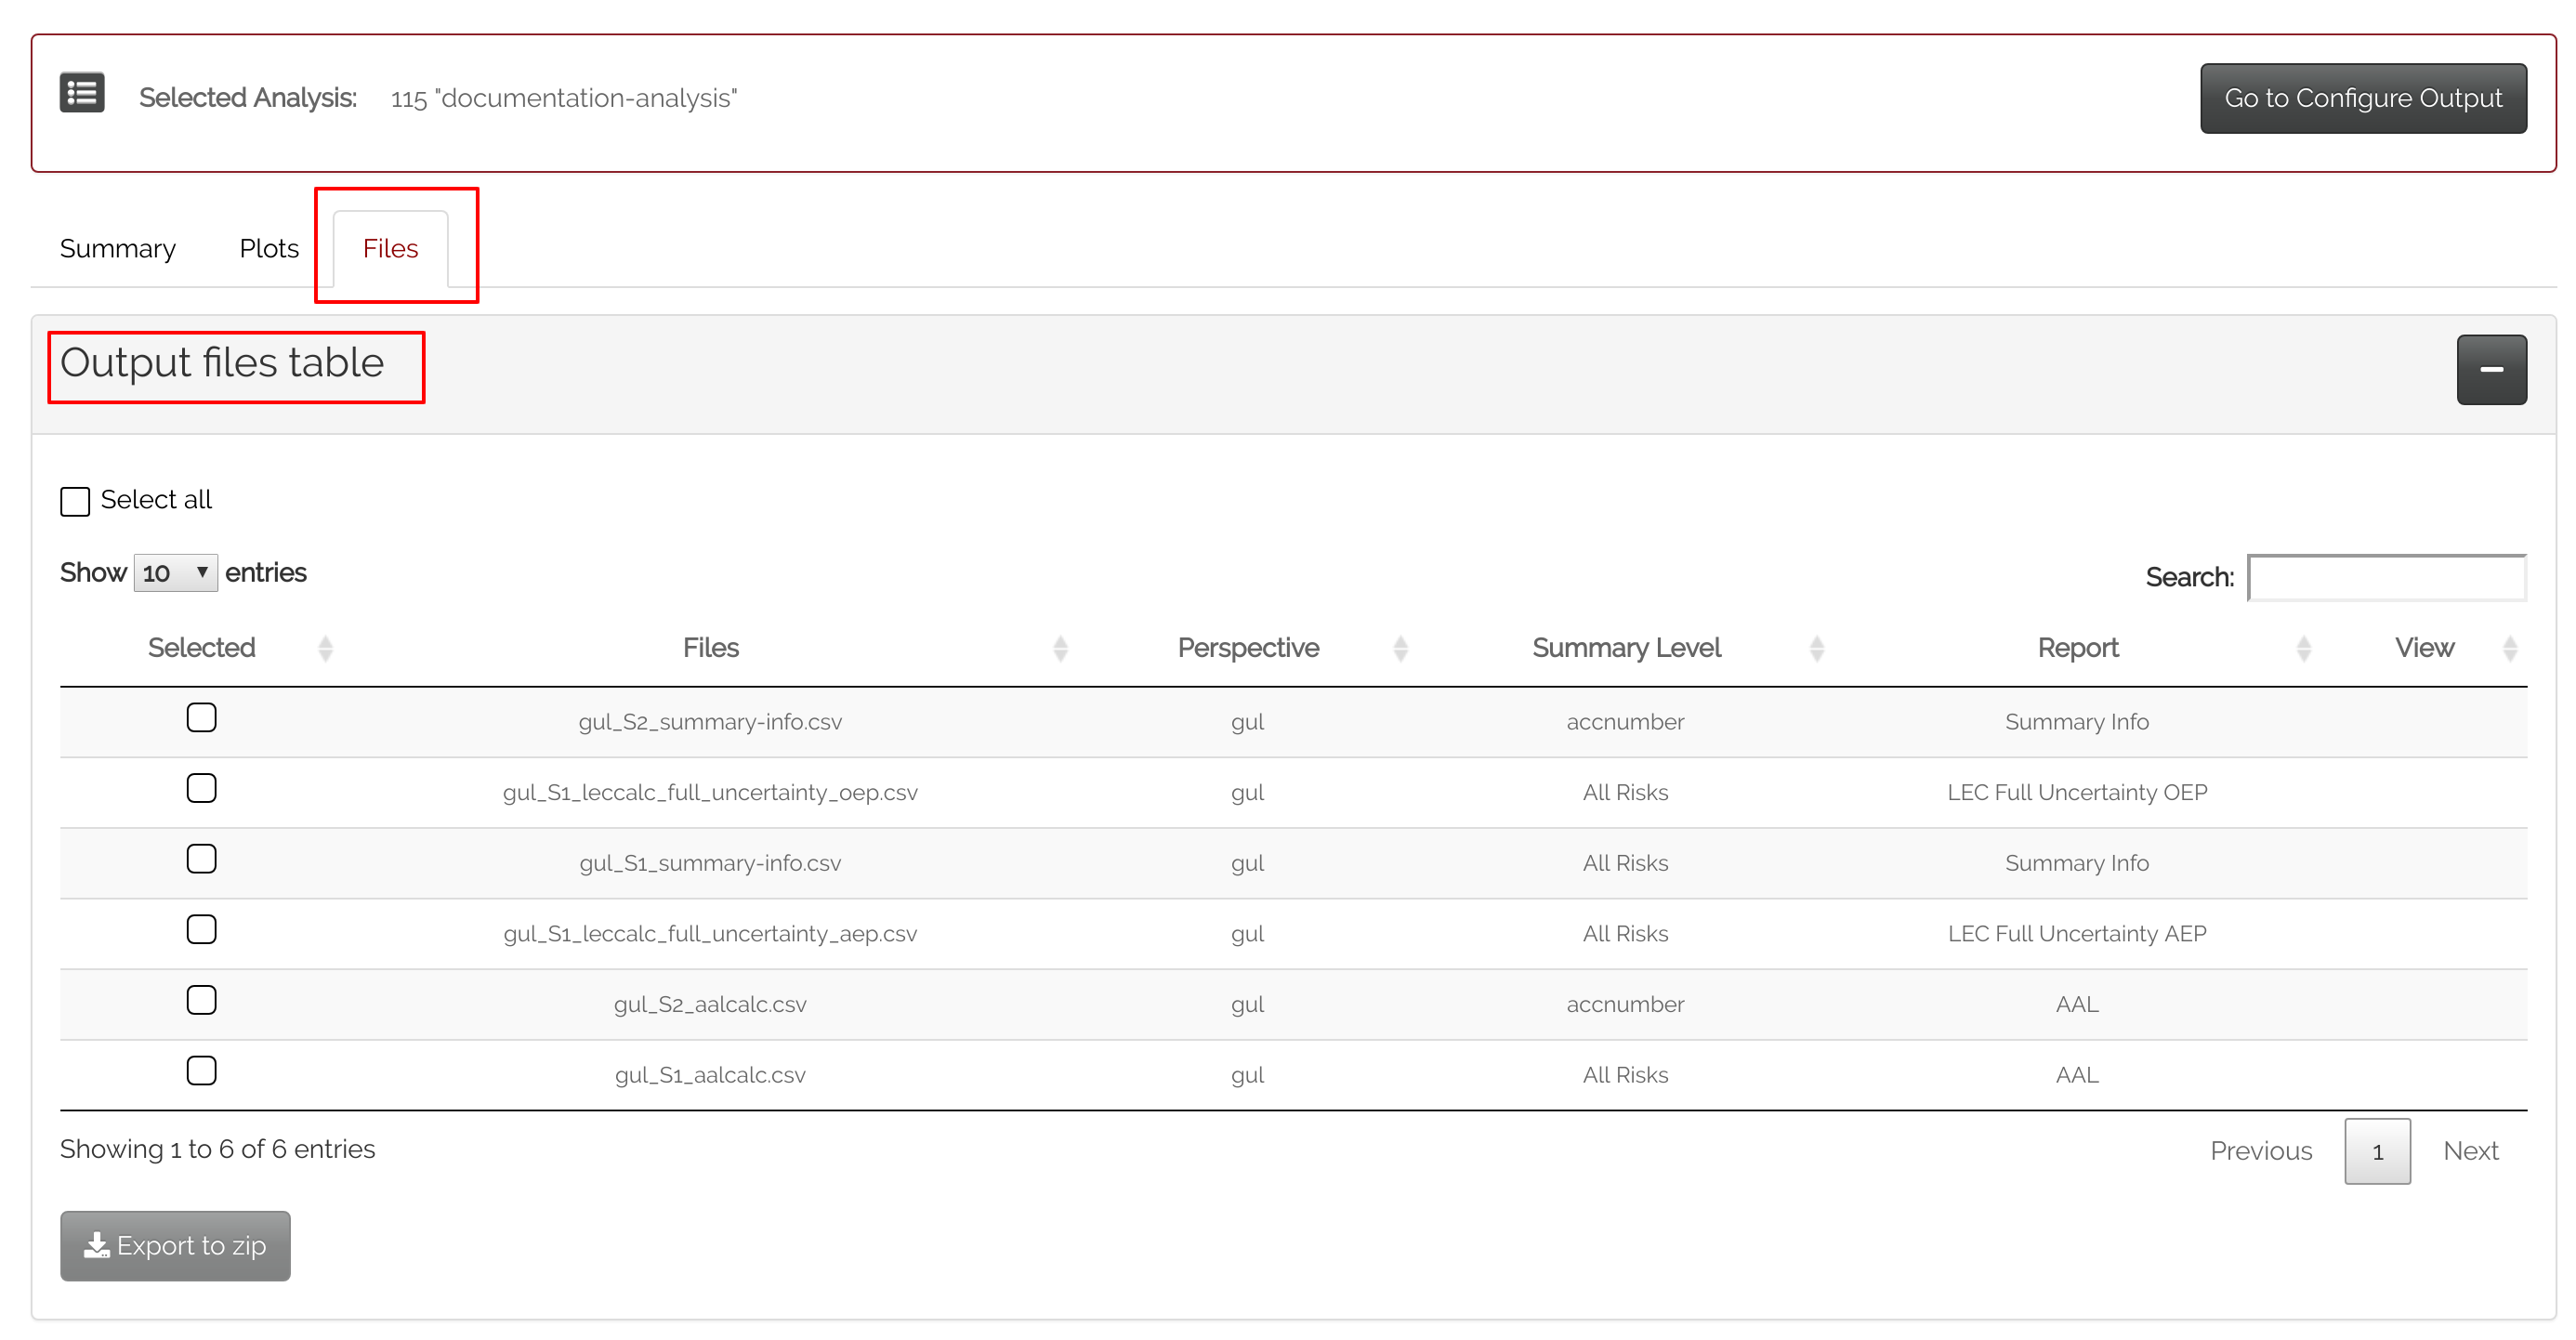 Selected Analysis: 115 "documentation-analysis" Go to Configure Output
Summary Plots Files
Output files table
Select all
Show 10 entries Search:
Selected Files Perspective Summary Level Report View
gul_S2_summary-info.csv gul accnumber Summary Info
gul_S1_leccalc_full_uncertainty_oep.csv gul All Risks LEC Full Uncertainty OEP
gul_S1_summary-info.csv gul All Risks Summary Info
gul_S1_leccalc_full_uncertainty_aep.csv gul All Risks LEC Full Uncertainty AEP
gul_S2_aalcalc.csv gul accnumber AAL
gul_S1_aalcalc.csv gul All Risks AAL
Showing 1 to 6 of 6 entries Previous 1 Next
Export to zip